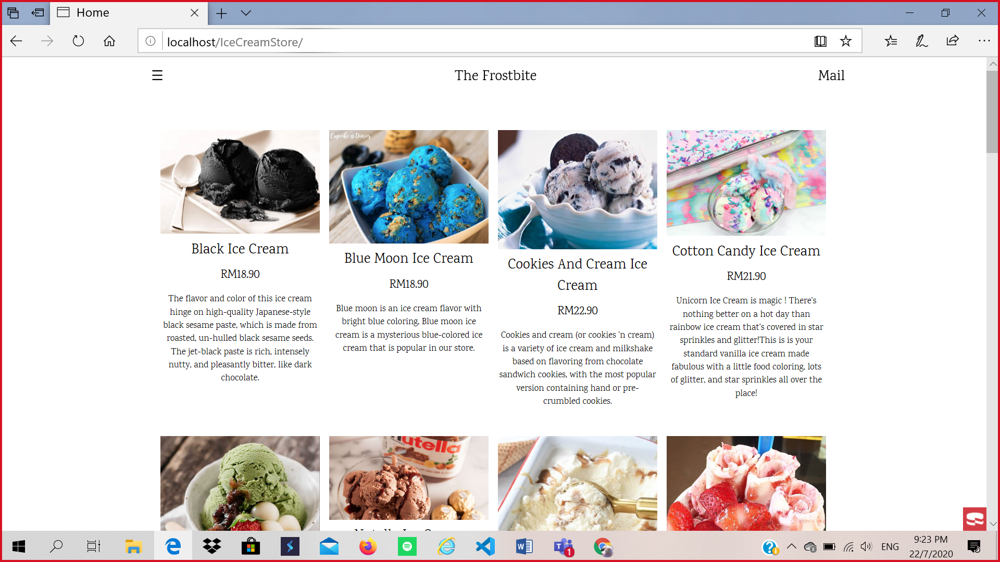 Home
localhost/IceCreamStore/
☰ The Frostbite Mail
Cupcake Diaries
Black Ice Cream
RM18.90
The flavor and color of this ice cream
hinge on high-quality Japanese-style
black sesame paste, which is made from
roasted, un-hulled black sesame seeds.
The jet-black paste is rich, intensely
nutty, and pleasantly bitter, like dark
chocolate.
Blue Moon Ice Cream
RM18.90
Blue moon is an ice cream flavor with
bright blue coloring, Blue moon ice
cream is a mysterious blue-colored ice
cream that is popular in our store.
Cookies And Cream Ice
Cream
RM22.90
Cookies and cream (or cookies 'n cream)
is a variety of ice cream and milkshake
based on flavoring from chocolate
sandwich cookies, with the most popular
version containing hand or pre-
crumbled cookies.
Cotton Candy Ice Cream
RM21.90
Unicorn Ice Cream is magic ! There's
nothing better on a hot day than
rainbow ice cream that's covered in star
sprinkles and glitter!This is is your
standard vanilla ice cream made
fabulous with a little food coloring, lots
of glitter, and star sprinkles all over the
place!
nutella
1
ENG
9:23 PM
22/7/2020